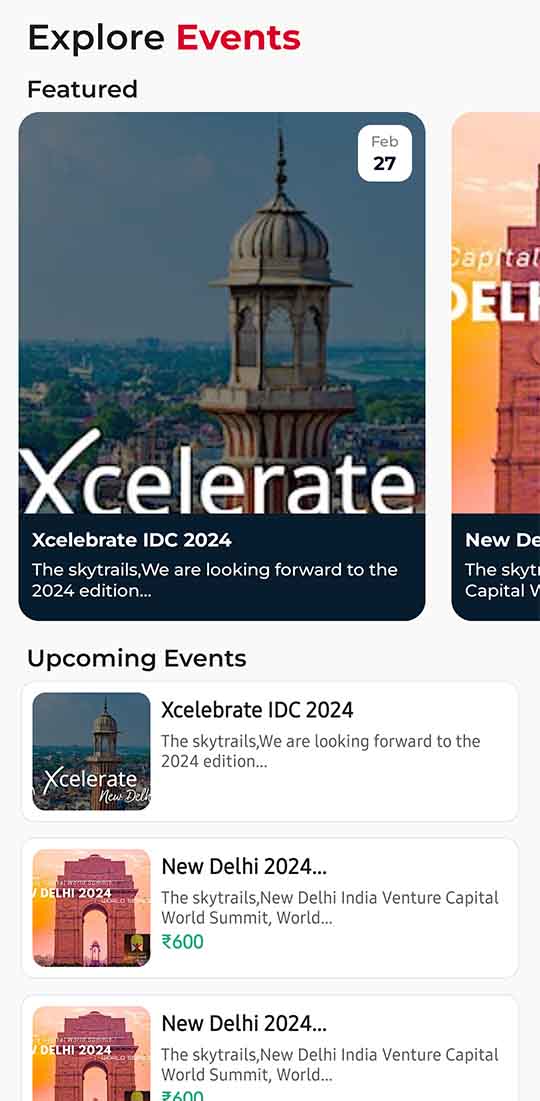 Explore Events
Featured
Feb
27
Xcelerate
Xcelebrate IDC 2024
The skytrails,We are looking forward to the
2024 edition...
Capital
DELH
New De
The skyt
Capital W
Upcoming Events
Xcelerate
New Delh
Xcelebrate IDC 2024
The skytrails,We are looking forward to the
2024 edition...
DELHI 2024
New Delhi 2024...
The skytrails,New Delhi India Venture Capital
World Summit, World...
₹600
DELHI 2024
New Delhi 2024...
The skytrails,New Delhi India Venture Capital
World Summit, World...
₹600